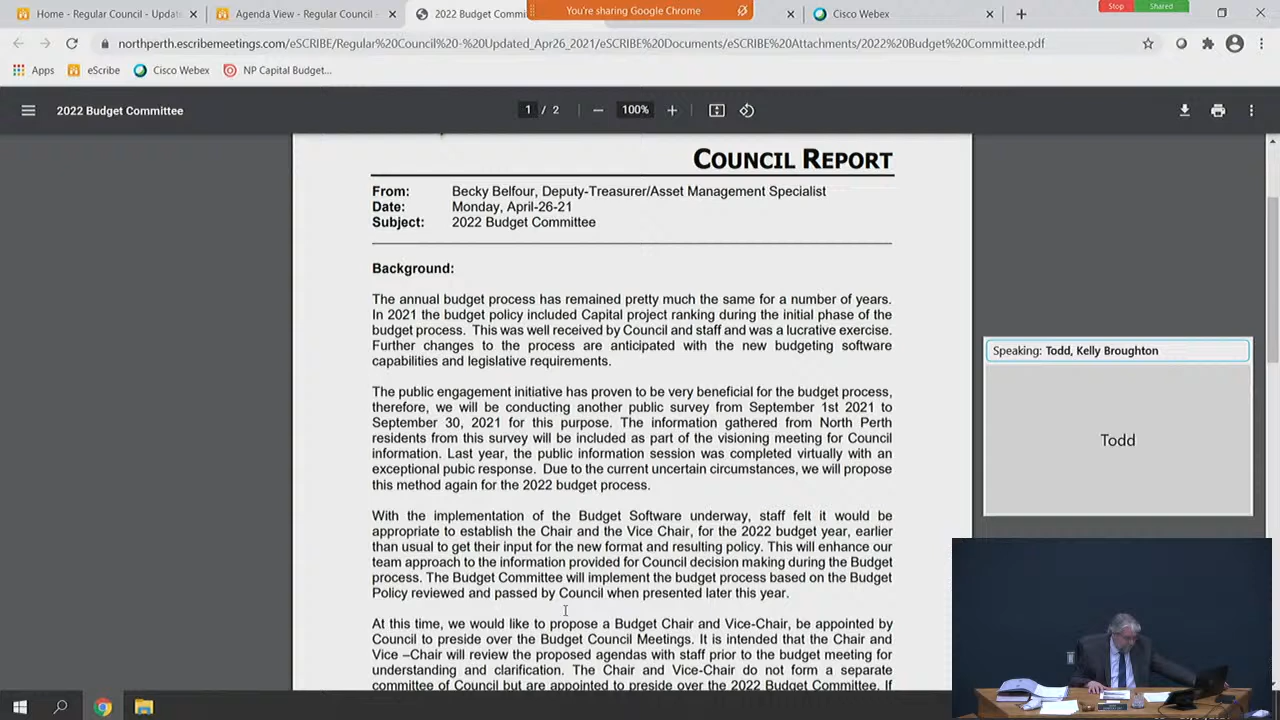 Home - Regular Council - Updat
Agenda View - Regular Council
2022 Budget Commi
You're sharing Google Chrome
Cisco Webex
Stop
Shared
northperth.escribemeetings.com/eSCRIBE/Regular%20Council%20-%20Updated_Apr26_2021/eSCRIBE%20Documents/eSCRIBE%20Attachments/2022%20Budget%20Committee.pdf
Apps
eScribe
Cisco Webex
NP Capital Budget...
2022 Budget Committee
1 / 2
100%
COUNCIL REPORT
From: Becky Belfour, Deputy-Treasurer/Asset Management Specialist
Date: Monday, April-26-21
Subject: 2022 Budget Committee
Background:
The annual budget process has remained pretty much the same for a number of years.
In 2021 the budget policy included Capital project ranking during the initial phase of the
budget process. This was well received by Council and staff and was a lucrative exercise.
Further changes to the process are anticipated with the new budgeting software
capabilities and legislative requirements.
The public engagement initiative has proven to be very beneficial for the budget process,
therefore, we will be conducting another public survey from September 1st 2021 to
September 30, 2021 for this purpose. The information gathered from North Perth
residents from this survey will be included as part of the visioning meeting for Council
information. Last year, the public information session was completed virtually with an
exceptional pubic response. Due to the current uncertain circumstances, we will propose
this method again for the 2022 budget process.
With the implementation of the Budget Software underway, staff felt it would be
appropriate to establish the Chair and the Vice Chair, for the 2022 budget year, earlier
than usual to get their input for the new format and resulting policy. This will enhance our
team approach to the information provided for Council decision making during the Budget
process. The Budget Committee will implement the budget process based on the Budget
Policy reviewed and passed by Council when presented later this year.
At this time, we would like to propose a Budget Chair and Vice-Chair, be appointed by
Council to preside over the Budget Council Meetings. It is intended that the Chair and
Vice –Chair will review the proposed agendas with staff prior to the budget meeting for
understanding and clarification. The Chair and Vice-Chair do not form a separate
committee of Council but are appointed to preside over the 2022 Budget Committee. If
Speaking: Todd, Kelly Broughton
Todd